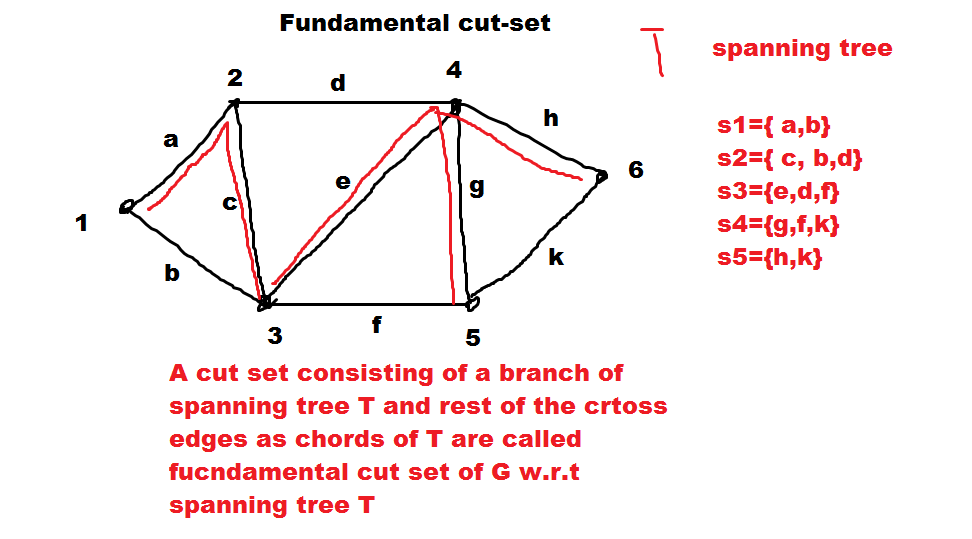 Fundamental cut-set
T
spanning tree
2
d
4
h
a
s1={ a,b}
s2={ c, b,d}
6
e
g
s3={e,d,f}
c
1
s4={g,f,k}
b
k
s5={h,k}
3
f
5
A cut set consisting of a branch of
spanning tree T and rest of the crtoss
edges as chords of T are called
fucndamental cut set of G w.r.t
spanning tree T